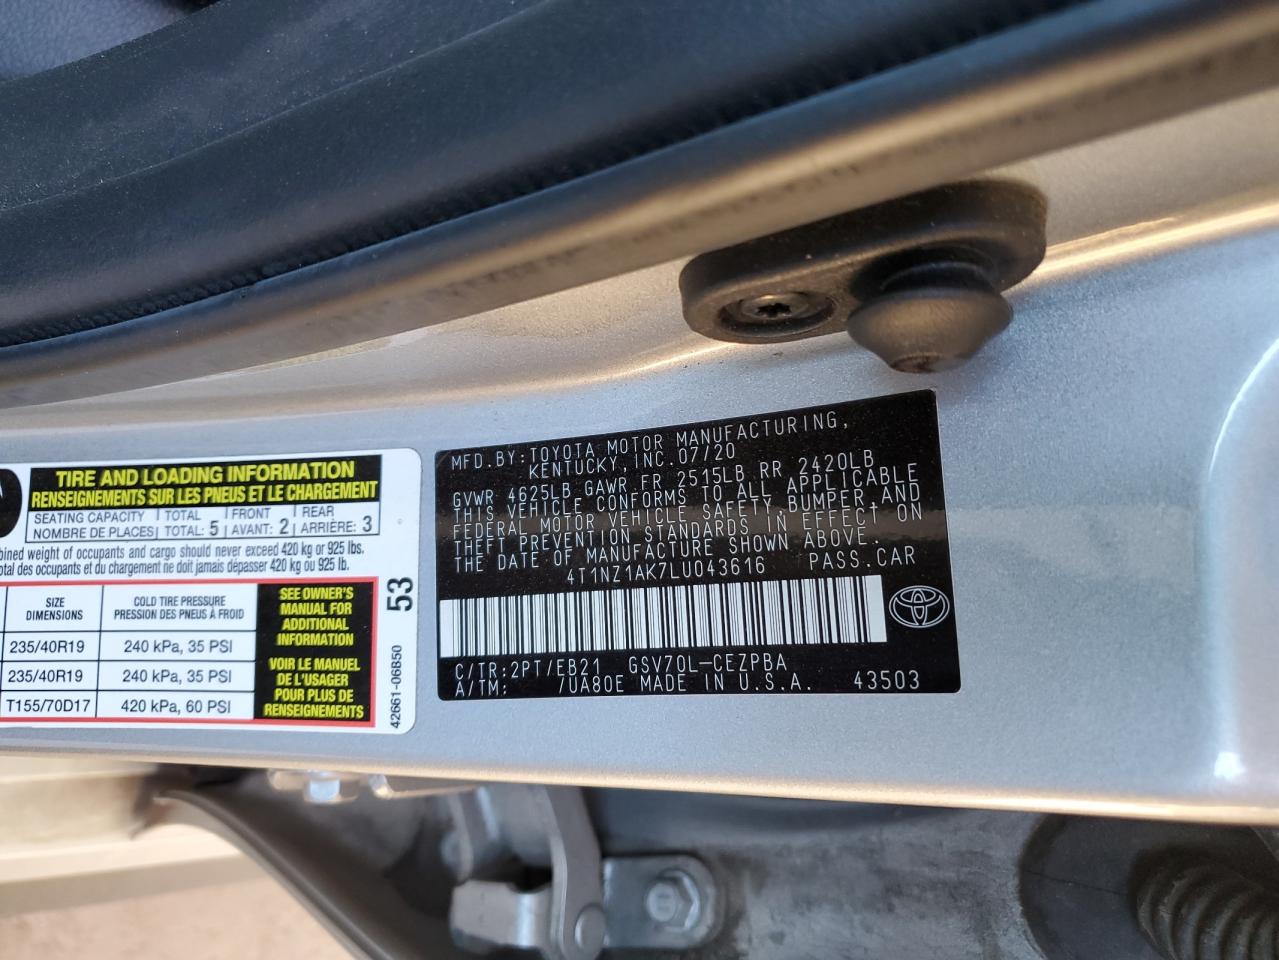 TIRE AND LOADING INFORMATION
RENSEIGNEMENTS SUR LES PNEUS ET LE CHARGEMENT
SEATING CAPACITY TOTAL FRONT REAR
NOMBRE DE PLACES TOTAL: 5 AVANT: 2 ARRIÈRE: 3
weight of occupants and cargo should never exceed 420 kg or 925 lbs.
total des occupants et du chargement ne doit jamais dépasser 420 kg ou 925 lbs.
SIZE COLD TIRE PRESSURE
DIMENSIONS PRESSION DES PNEUS À FROID
235/40R19 240 kPa, 35 PSI
235/40R19 240 kPa, 35 PSI
T155/70D17 420 kPa, 60 PSI
SEE OWNER'S
MANUAL FOR
ADDITIONAL
INFORMATION
VOIR LE MANUEL
DE L'USAGER
POUR PLUS DE
RENSEIGNEMENTS
53
42661-06B50
MFD.BY:TOYOTA MOTOR MANUFACTURING,
KENTUCKY,INC.07/20
GVWR 4625LB GAWR FR 2515LB RR 2420LB
THIS VEHICLE CONFORMS TO ALL APPLICABLE
FEDERAL MOTOR VEHICLE SAFETY,BUMPER AND
THEFT PREVENTION STANDARDS IN EFFECT ON
THE DATE OF MANUFACTURE SHOWN ABOVE.
4T1NZ1AK7LU043616 PASS.CAR
C/TR:2PT/EB21 GSV70L-CEZPBA
A/TM: /UA80E MADE IN U.S.A. 43503